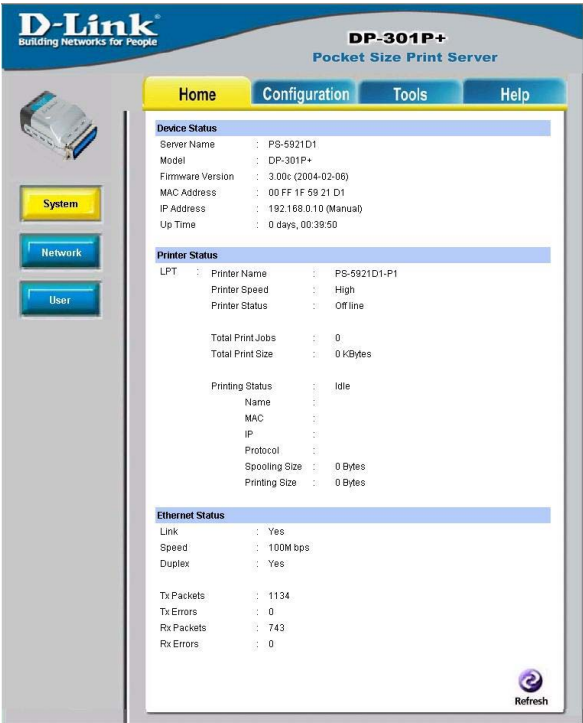 D-Link
Building Networks for People
DP-301P+
Pocket Size Print Server
Home Configuration Tools Help
System
Network
User
Device Status
Server Name : PS-5921D1
Model : DP-301P+
Firmware Version : 3.00c (2004-02-06)
MAC Address : 00 FF 1F 59 21 D1
IP Address : 192.168.0.10 (Manual)
Up Time : 0 days, 00:39:50
Printer Status
LPT : Printer Name : PS-5921D1-P1
Printer Speed : High
Printer Status : Off line
Total Print Jobs : 0
Total Print Size : 0 KBytes
Printing Status : Idle
Name :
MAC :
IP :
Protocol :
Spooling Size : 0 Bytes
Printing Size : 0 Bytes
Ethernet Status
Link : Yes
Speed : 100M bps
Duplex : Yes
Tx Packets : 1134
Tx Errors : 0
Rx Packets : 743
Rx Errors : 0
Refresh